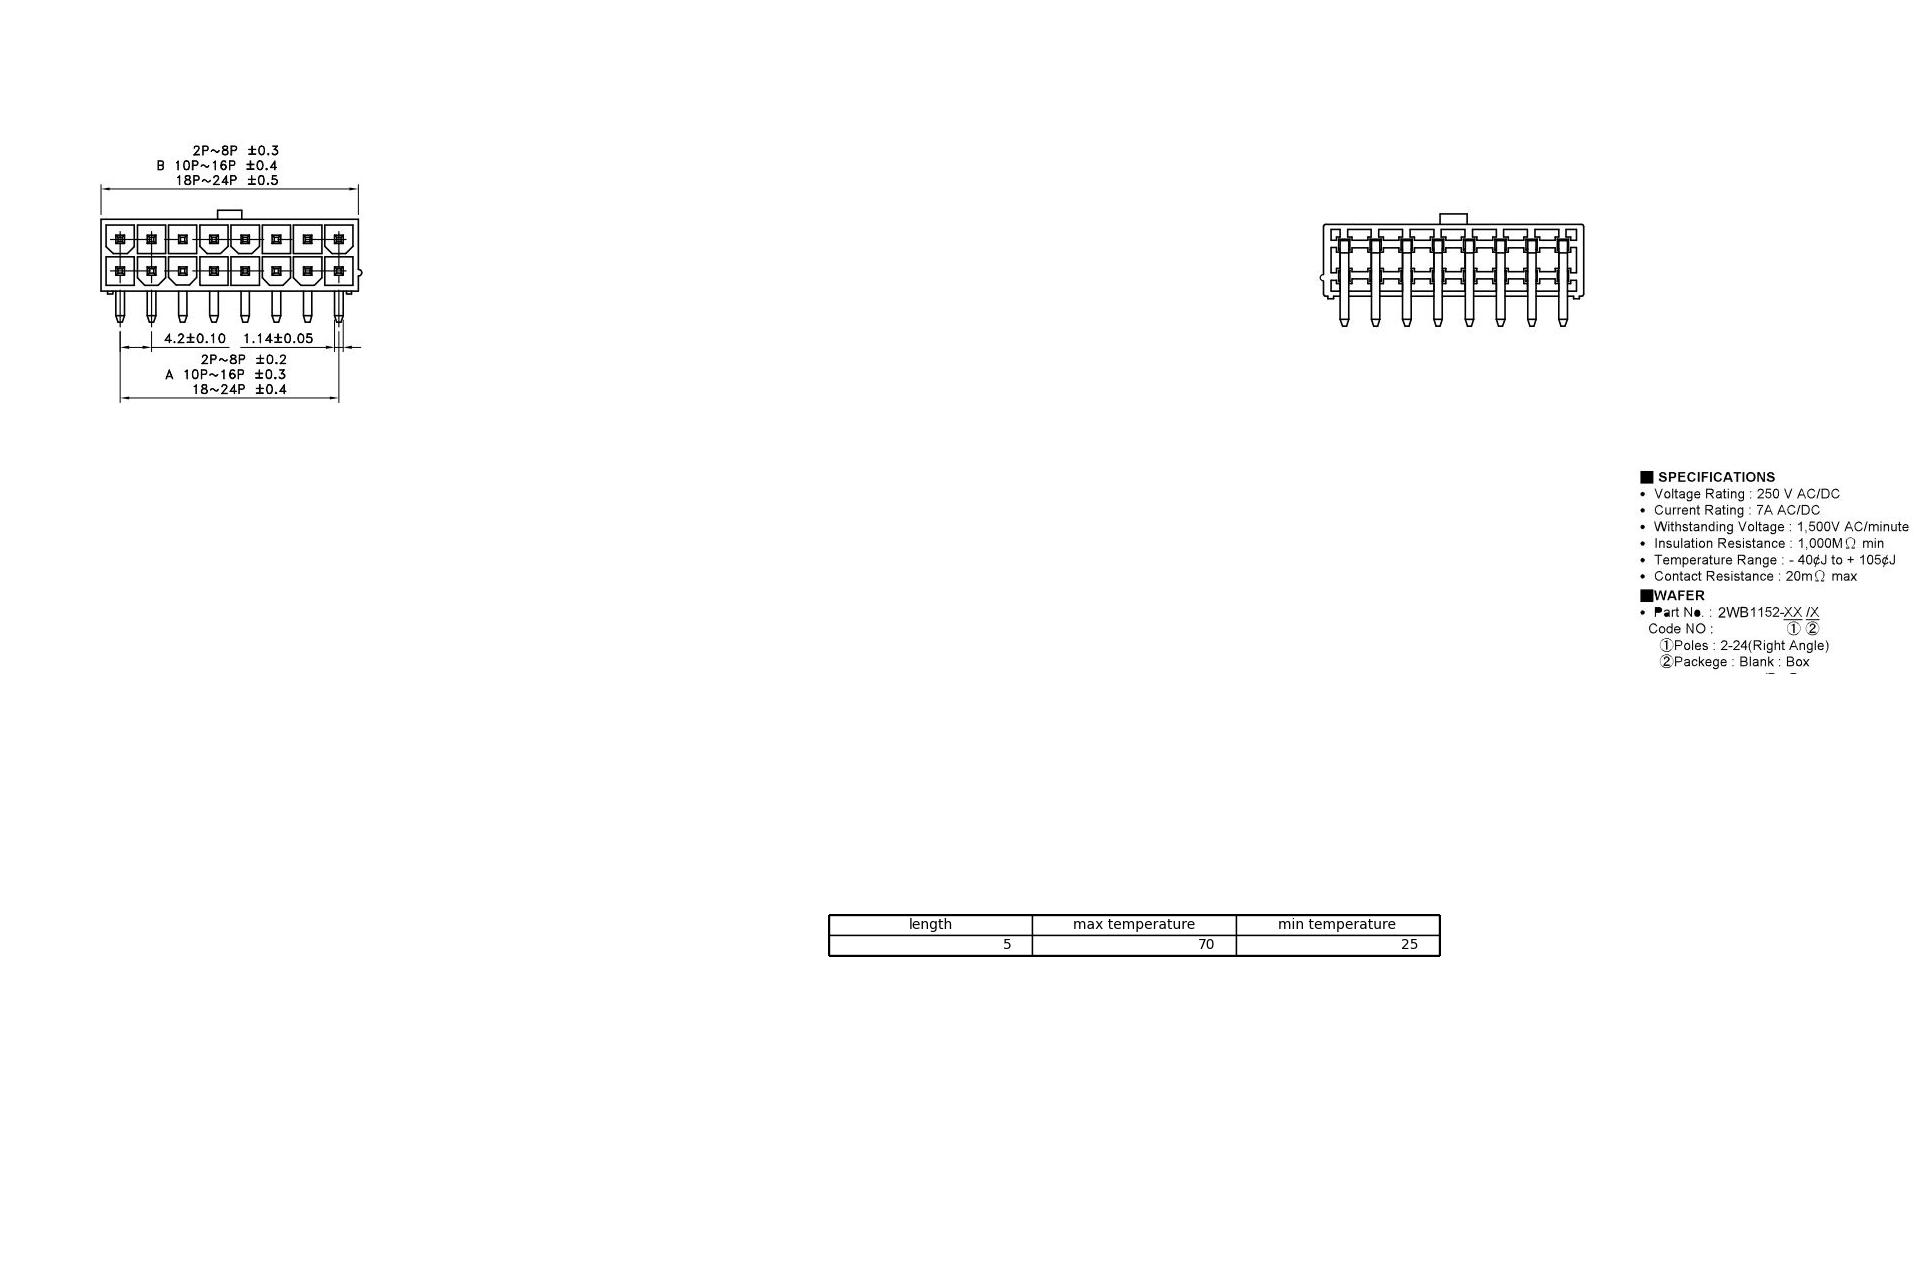 2P~8P ±0.3
B 10P~16P ±0.4
18P~24P ±0.5
4.2±0.10 1.14±0.05
2P~8P ±0.2
A 10P~16P ±0.3
18~24P ±0.4
■ SPECIFICATIONS
• Voltage Rating : 250 V AC/DC
• Current Rating : 7A AC/DC
• Withstanding Voltage : 1,500V AC/minute
• Insulation Resistance : 1,000MΩ min
• Temperature Range : - 40¢J to + 105¢J
• Contact Resistance : 20mΩ max
■WAFER
• Part No. : 2WB1152-XX /X
Code NO : ① ②
①Poles : 2-24(Right Angle)
②Packege : Blank : Box
length max temperature min temperature
5 70 25